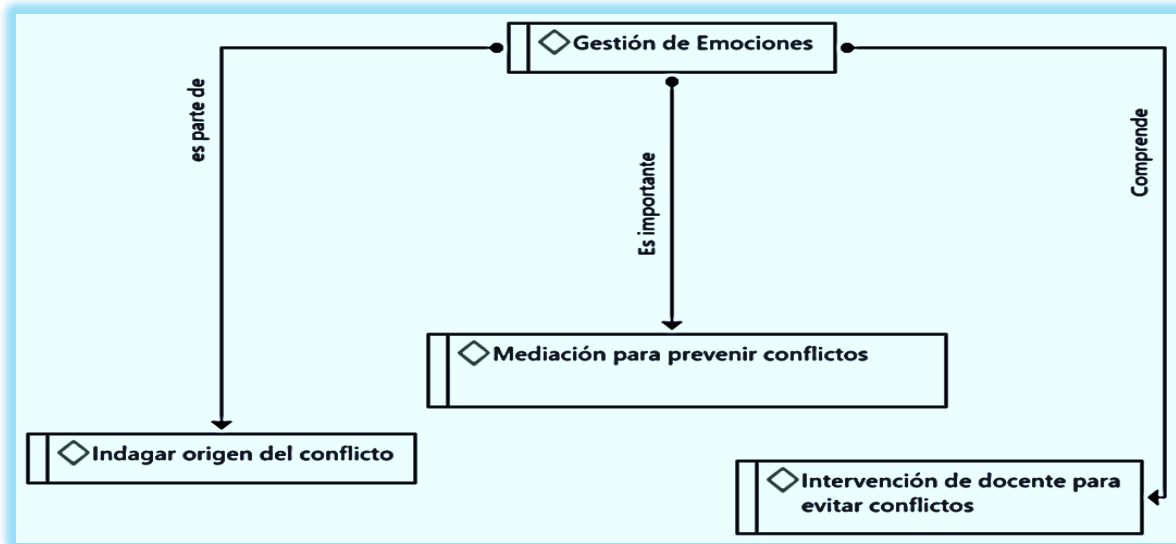 Gestión de Emociones
es parte de
Es importante
Comprende
Mediación para prevenir conflictos
Indagar origen del conflicto
Intervención de docente para
evitar conflictos